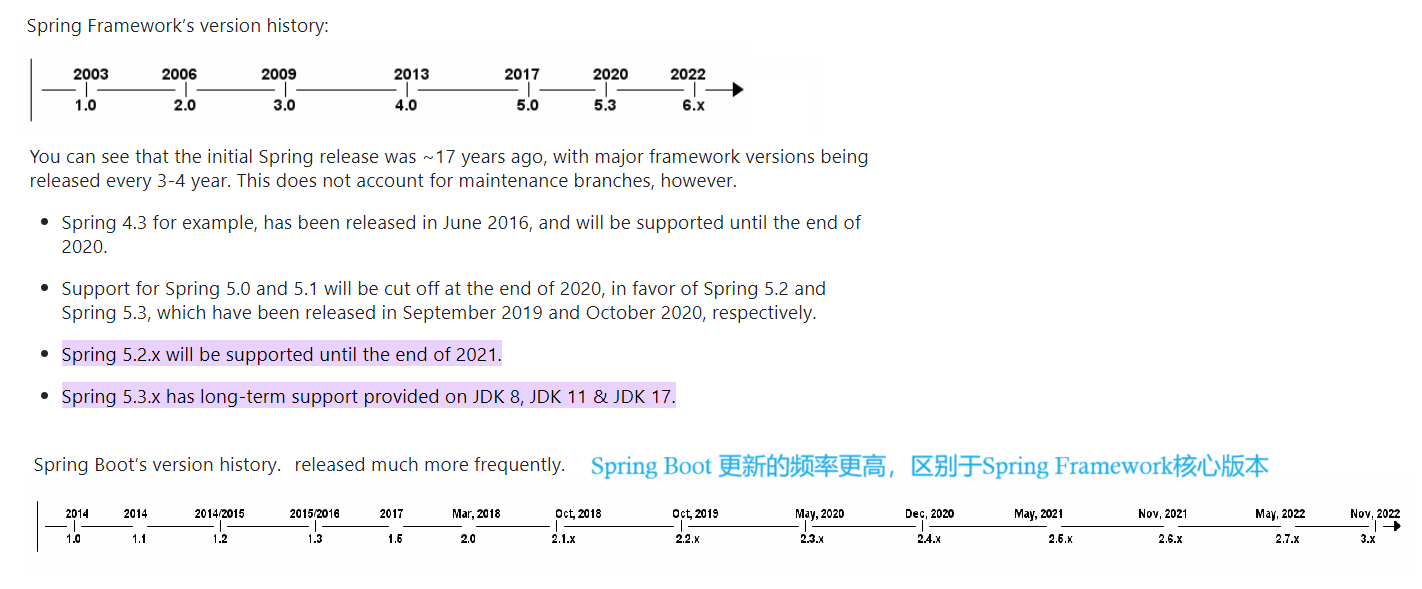 Spring Framework's version history:
2003 2006 2009 2013 2017 2020 2022
1.0 2.0 3.0 4.0 5.0 5.3 6.x
You can see that the initial Spring release was ~17 years ago, with major framework versions being
released every 3-4 year. This does not account for maintenance branches, however.
• Spring 4.3 for example, has been released in June 2016, and will be supported until the end of
2020.
• Support for Spring 5.0 and 5.1 will be cut off at the end of 2020, in favor of Spring 5.2 and
Spring 5.3, which have been released in September 2019 and October 2020, respectively.
• Spring 5.2.x will be supported until the end of 2021.
• Spring 5.3.x has long-term support provided on JDK 8, JDK 11 & JDK 17.
Spring Boot's version history. released much more frequently. Spring Boot 更新的频率更高，区别于Spring Framework核心版本
2014 2014 2014/2015 2015/2016 2017 Mar, 2018 Oct, 2018 Oct, 2019 May, 2020 Dec, 2020 May, 2021 Nov, 2021 May, 2022 Nov, 2022
1.0 1.1 1.2 1.3 1.5 2.0 2.1.x 2.2.x 2.3.x 2.4.x 2.5.x 2.6.x 2.7.x 3.x